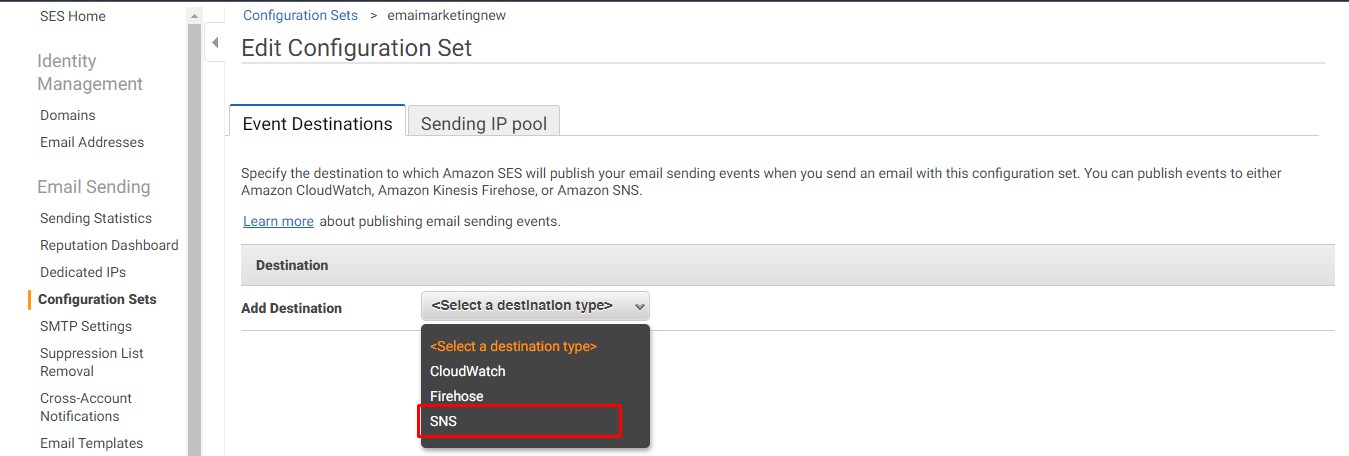 SES Home
Identity
Management
Domains
Email Addresses
Email Sending
Sending Statistics
Reputation Dashboard
Dedicated IPs
Configuration Sets
SMTP Settings
Suppression List
Removal
Cross-Account
Notifications
Email Templates
Configuration Sets > emaimarketingnew
Edit Configuration Set
Event Destinations
Sending IP pool
Specify the destination to which Amazon SES will publish your email sending events when you send an email with this configuration set. You can publish events to either
Amazon CloudWatch, Amazon Kinesis Firehose, or Amazon SNS.
Learn more about publishing email sending events.
Destination
Add Destination
<Select a destination type>
<Select a destination type>
CloudWatch
Firehose
SNS